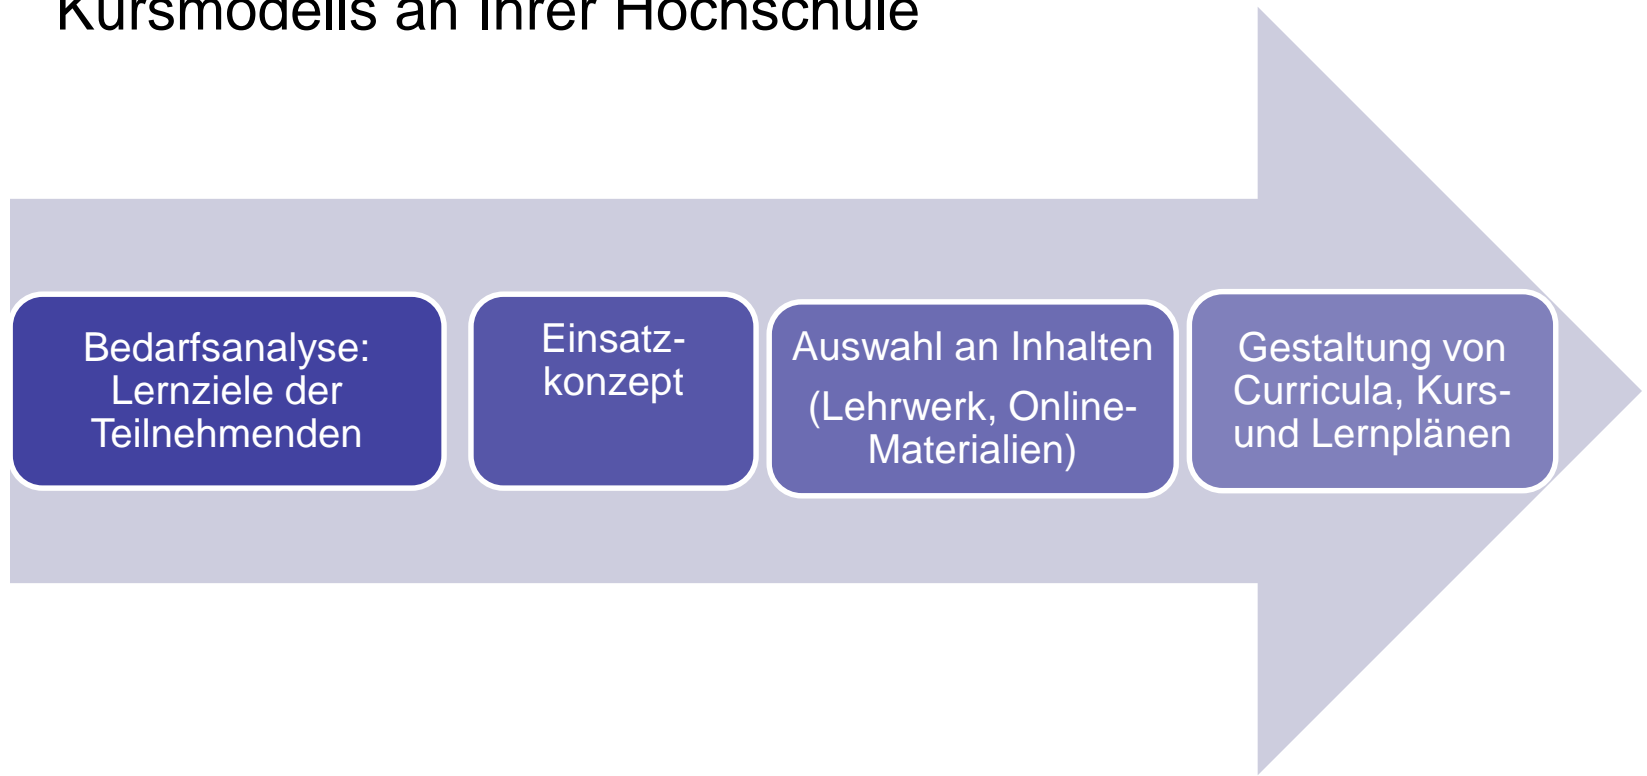 Kursmodells an Ihrer Hochschule
Bedarfsanalyse:
Lernziele der
Teilnehmenden
Einsatz-
konzept
Auswahl an Inhalten
(Lehrwerk, Online-
Materialien)
Gestaltung von
Curricula, Kurs-
und Lernplänen